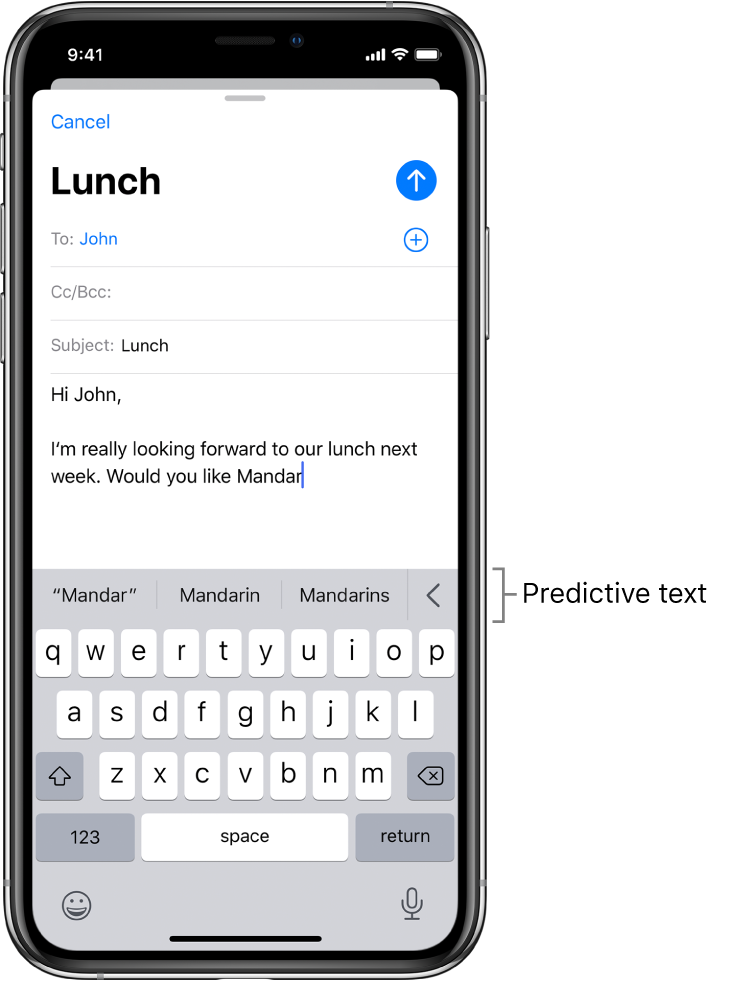 9:41
Cancel
Lunch
To: John
Cc/Bcc:
Subject: Lunch
Hi John,
I’m really looking forward to our lunch next
week. Would you like Mandar
“Mandar” Mandarin Mandarins
Predictive text
q w e r t y u i o p
a s d f g h j k l
z x c v b n m
123 space return